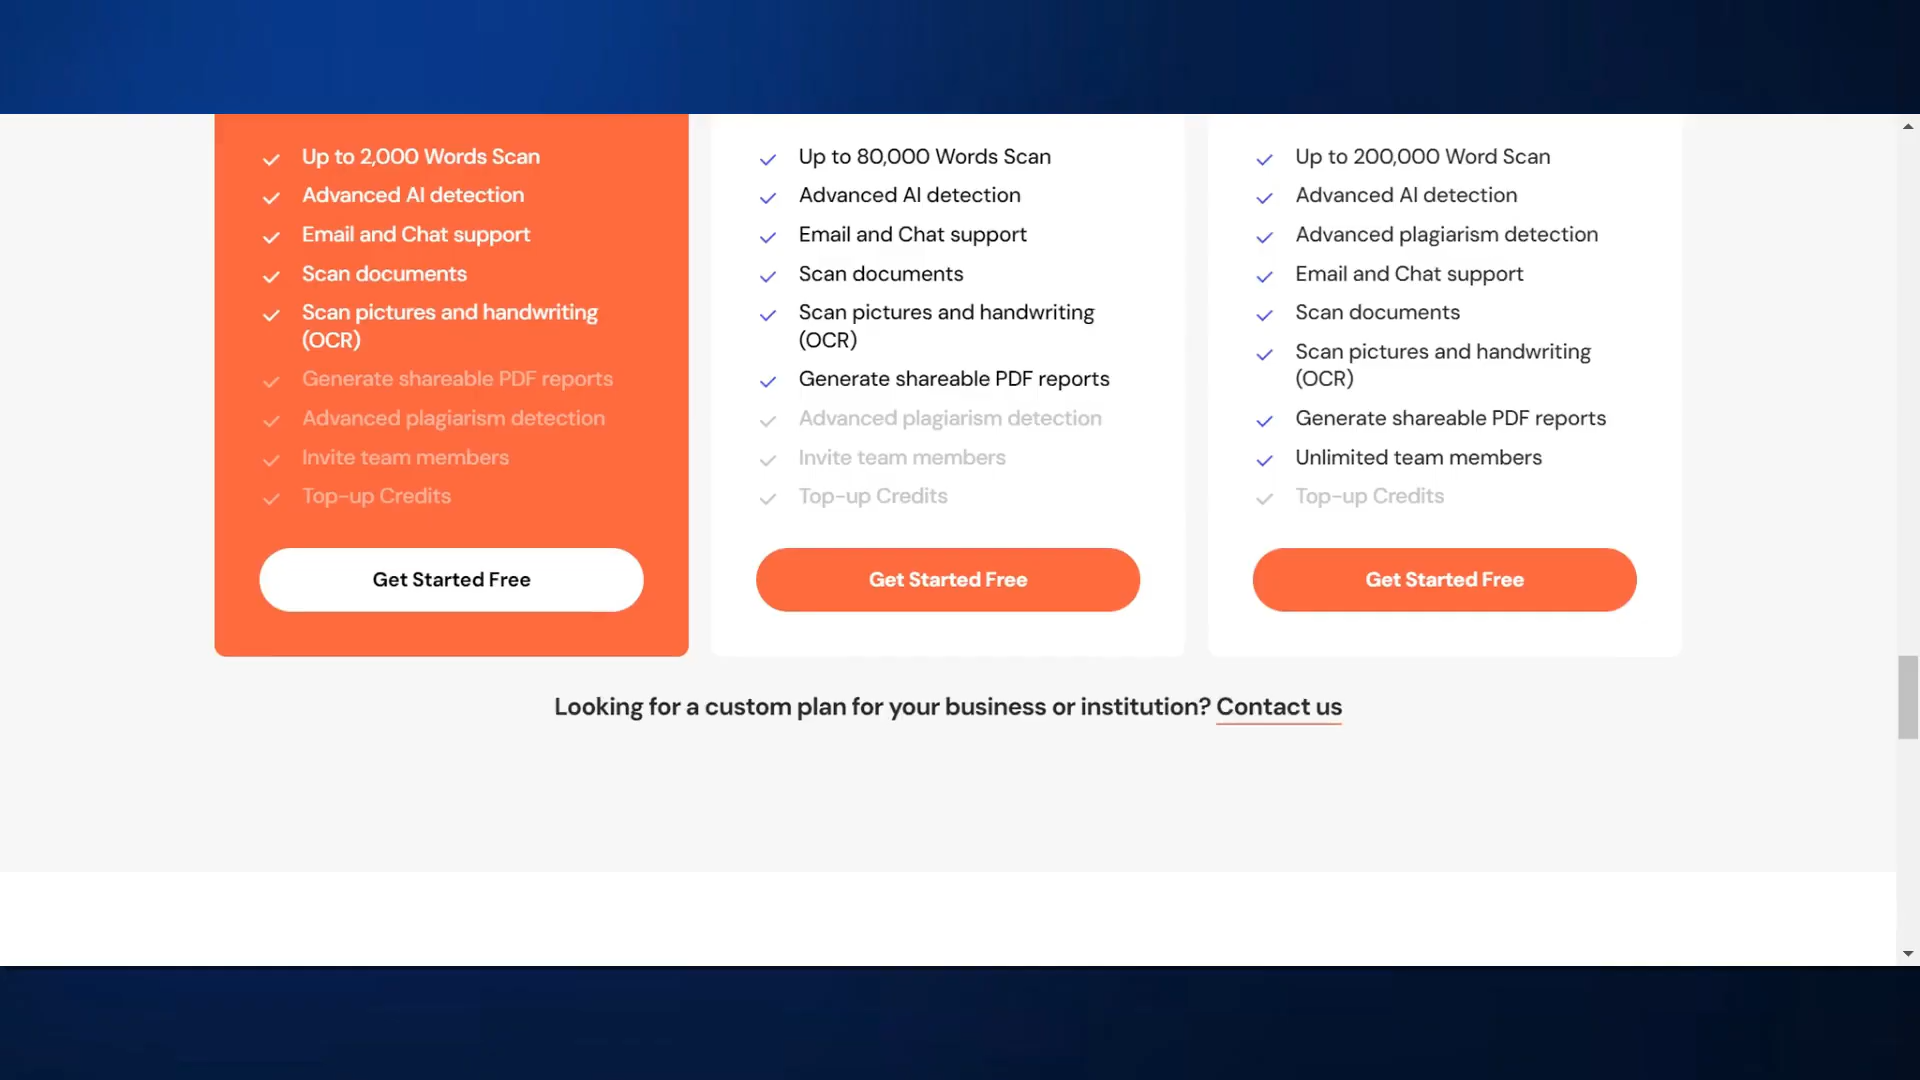 Up to 2,000 Words Scan
Advanced AI detection
Email and Chat support
Scan documents
Scan pictures and handwriting
(OCR)
Generate shareable PDF reports
Advanced plagiarism detection
Invite team members
Top-up Credits
Get Started Free
Up to 80,000 Words Scan
Advanced AI detection
Email and Chat support
Scan documents
Scan pictures and handwriting
(OCR)
Generate shareable PDF reports
Advanced plagiarism detection
Invite team members
Top-up Credits
Get Started Free
Up to 200,000 Word Scan
Advanced AI detection
Advanced plagiarism detection
Email and Chat support
Scan documents
Scan pictures and handwriting
(OCR)
Generate shareable PDF reports
Unlimited team members
Top-up Credits
Get Started Free
Looking for a custom plan for your business or institution? Contact us